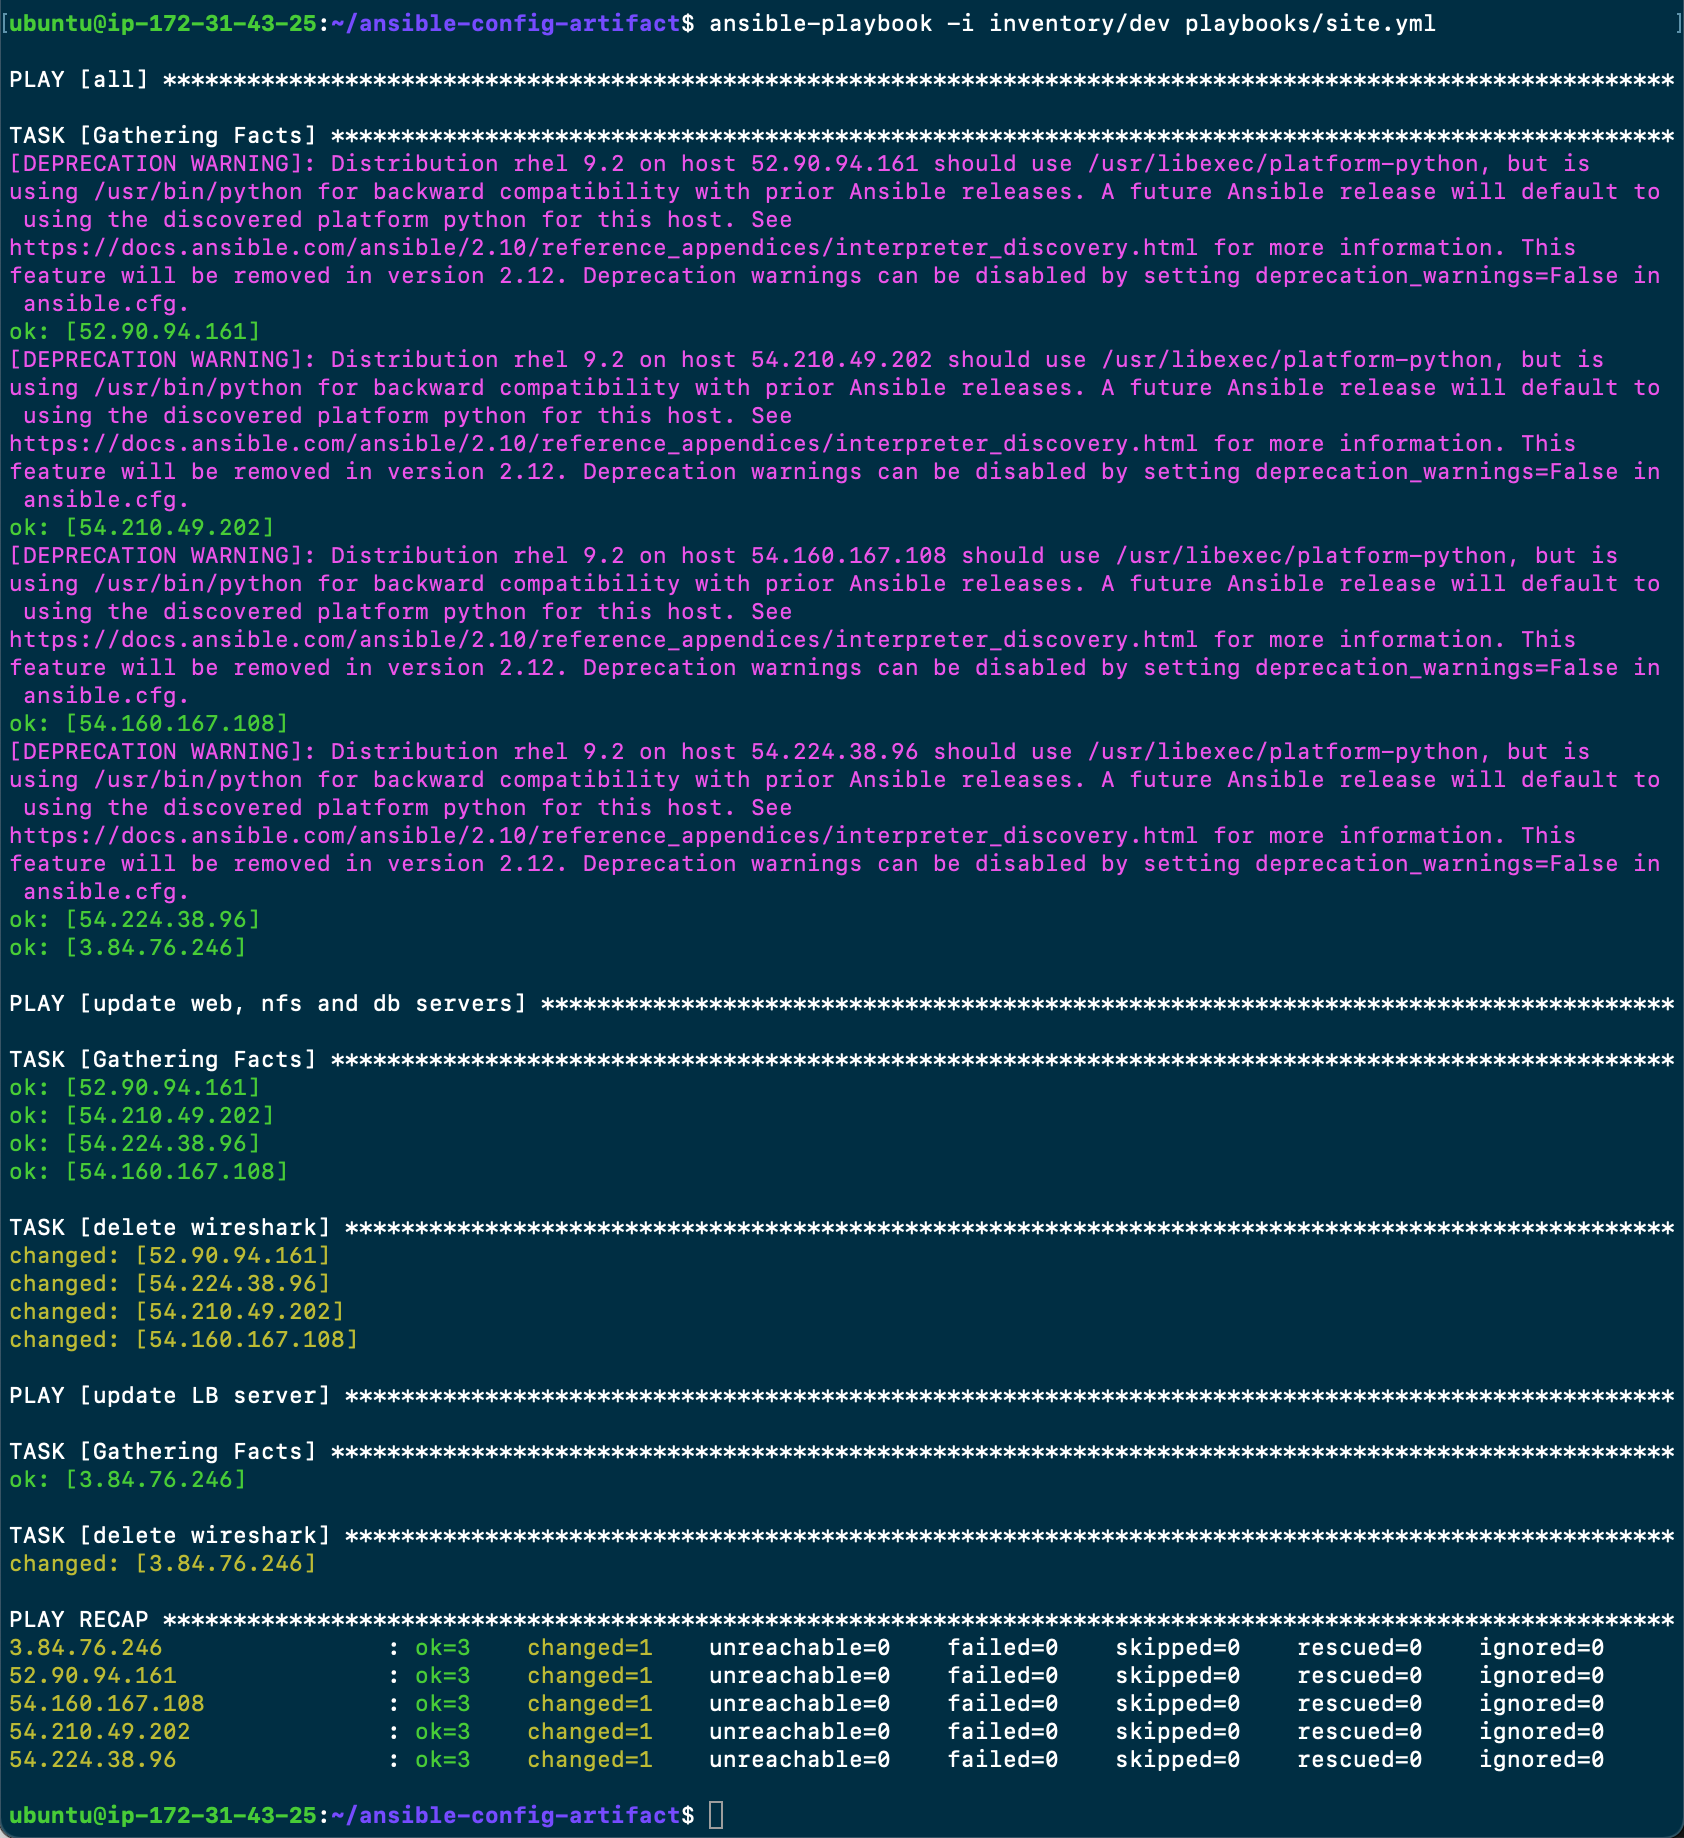 [ubuntu@ip-172-31-43-25:~/ansible-config-artifact$ ansible-playbook -i inventory/dev playbooks/site.yml ]
PLAY [all] ************************************************************************************************************
TASK [Gathering Facts] ************************************************************************************************
[DEPRECATION WARNING]: Distribution rhel 9.2 on host 52.90.94.161 should use /usr/libexec/platform-python, but is
using /usr/bin/python for backward compatibility with prior Ansible releases. A future Ansible release will default to
 using the discovered platform python for this host. See
https://docs.ansible.com/ansible/2.10/reference_appendices/interpreter_discovery.html for more information. This
feature will be removed in version 2.12. Deprecation warnings can be disabled by setting deprecation_warnings=False in
 ansible.cfg.
ok: [52.90.94.161]
[DEPRECATION WARNING]: Distribution rhel 9.2 on host 54.210.49.202 should use /usr/libexec/platform-python, but is
using /usr/bin/python for backward compatibility with prior Ansible releases. A future Ansible release will default to
 using the discovered platform python for this host. See
https://docs.ansible.com/ansible/2.10/reference_appendices/interpreter_discovery.html for more information. This
feature will be removed in version 2.12. Deprecation warnings can be disabled by setting deprecation_warnings=False in
 ansible.cfg.
ok: [54.210.49.202]
[DEPRECATION WARNING]: Distribution rhel 9.2 on host 54.160.167.108 should use /usr/libexec/platform-python, but is
using /usr/bin/python for backward compatibility with prior Ansible releases. A future Ansible release will default to
 using the discovered platform python for this host. See
https://docs.ansible.com/ansible/2.10/reference_appendices/interpreter_discovery.html for more information. This
feature will be removed in version 2.12. Deprecation warnings can be disabled by setting deprecation_warnings=False in
 ansible.cfg.
ok: [54.160.167.108]
[DEPRECATION WARNING]: Distribution rhel 9.2 on host 54.224.38.96 should use /usr/libexec/platform-python, but is
using /usr/bin/python for backward compatibility with prior Ansible releases. A future Ansible release will default to
 using the discovered platform python for this host. See
https://docs.ansible.com/ansible/2.10/reference_appendices/interpreter_discovery.html for more information. This
feature will be removed in version 2.12. Deprecation warnings can be disabled by setting deprecation_warnings=False in
 ansible.cfg.
ok: [54.224.38.96]
ok: [3.84.76.246]
PLAY [update web, nfs and db servers] *********************************************************************************
TASK [Gathering Facts] ************************************************************************************************
ok: [52.90.94.161]
ok: [54.210.49.202]
ok: [54.224.38.96]
ok: [54.160.167.108]
TASK [delete wireshark] ***********************************************************************************************
changed: [52.90.94.161]
changed: [54.224.38.96]
changed: [54.210.49.202]
changed: [54.160.167.108]
PLAY [update LB server] ***********************************************************************************************
TASK [Gathering Facts] ************************************************************************************************
ok: [3.84.76.246]
TASK [delete wireshark] ***********************************************************************************************
changed: [3.84.76.246]
PLAY RECAP ************************************************************************************************************
3.84.76.246                : ok=3    changed=1    unreachable=0    failed=0    skipped=0    rescued=0    ignored=0
52.90.94.161               : ok=3    changed=1    unreachable=0    failed=0    skipped=0    rescued=0    ignored=0
54.160.167.108             : ok=3    changed=1    unreachable=0    failed=0    skipped=0    rescued=0    ignored=0
54.210.49.202              : ok=3    changed=1    unreachable=0    failed=0    skipped=0    rescued=0    ignored=0
54.224.38.96               : ok=3    changed=1    unreachable=0    failed=0    skipped=0    rescued=0    ignored=0
ubuntu@ip-172-31-43-25:~/ansible-config-artifact$